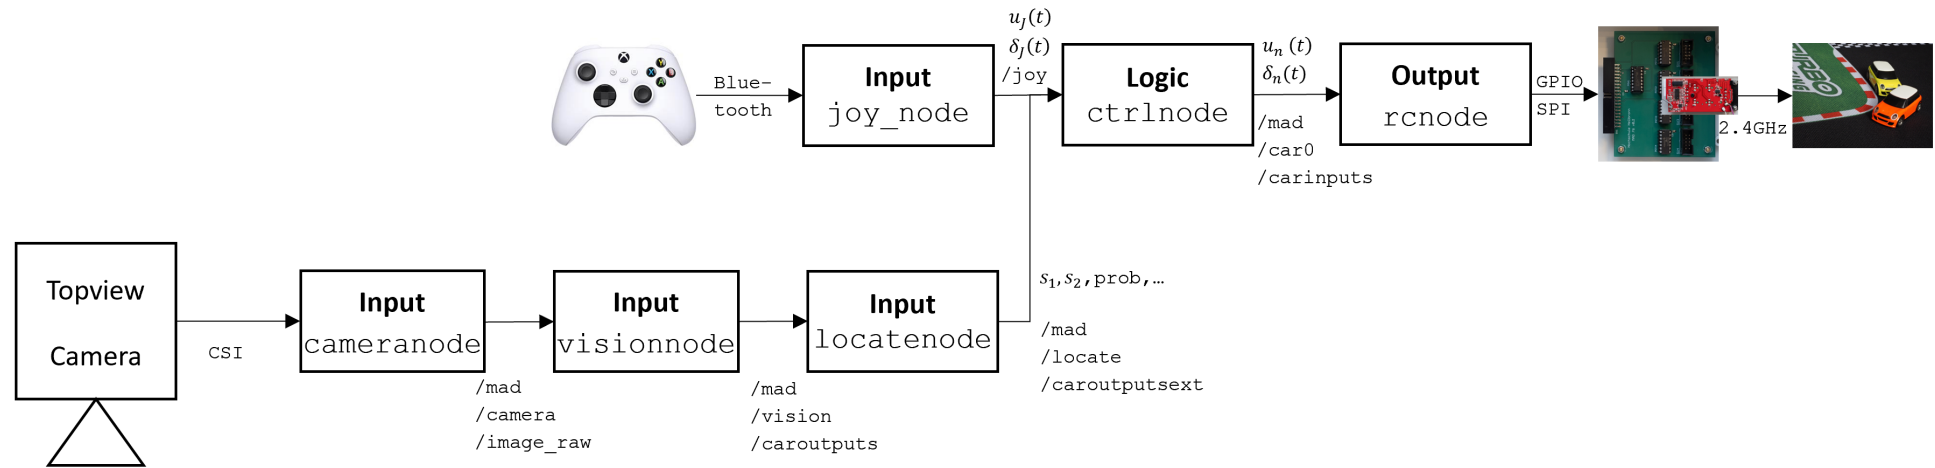 Blue-
tooth
Input
joy_node
u_J(t)
δ_J(t)
/joy
Logic
ctrlnode
u_n (t)
δ_n(t)
/mad
/car0
/carinputs
Output
rcnode
GPIO
SPI
2.4GHz
Topview
Camera
CSI
Input
cameranode
/mad
/camera
/image_raw
Input
visionnode
/mad
/vision
/caroutputs
Input
locatenode
s₁,s₂,prob,…
/mad
/locate
/caroutputsext